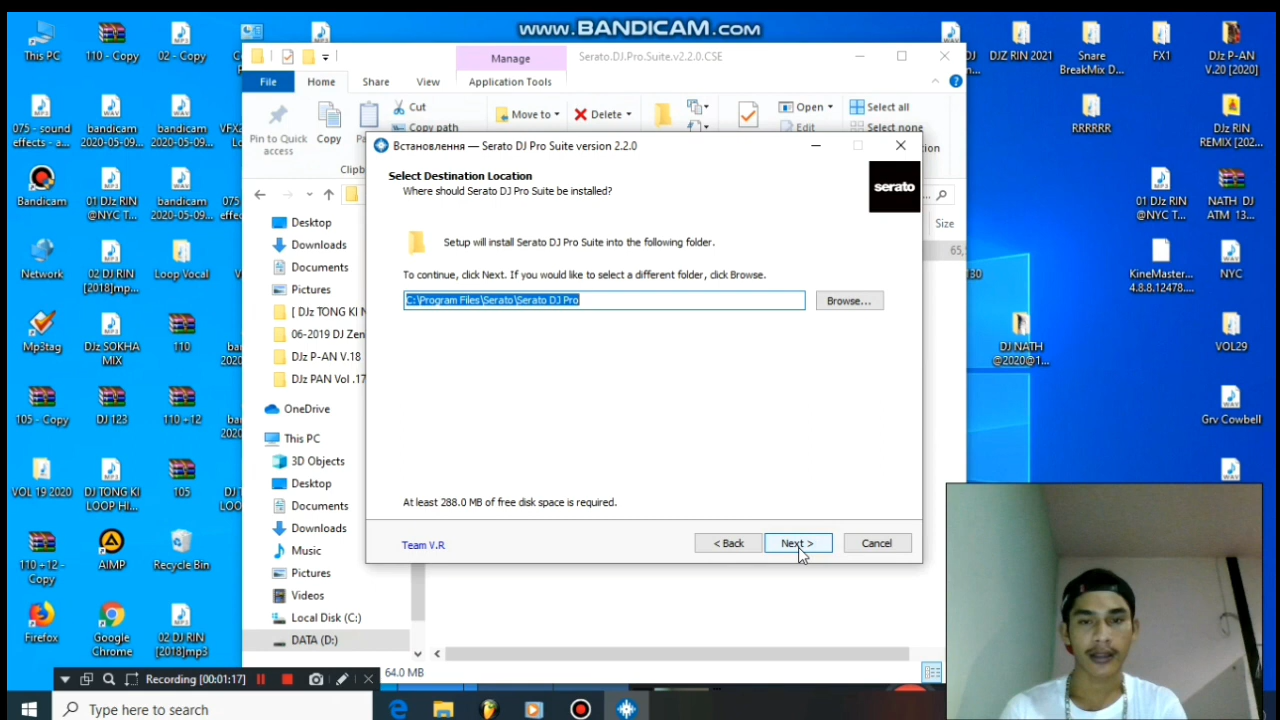 www.BANDICAM.com
This PC
110 - Copy
02 - Copy
DJZ RIN 2021
Snare
BreakMix D...
FX1
DJz P-AN
V.20 [2020]
Manage
Serato.DJ.Pro.Suite.v2.2.0.CSE
File
Home
Share
View
Application Tools
Cut
Copy path
Pin to Quick
access
Copy
Move to
Delete
Open
Edit
Select all
Select none
075 - sound
effects - a...
bandicam
2020-05-09...
bandicam
2020-05-09...
RRRRRR
DJz RIN
REMIX [202...
Встановлення — Serato DJ Pro Suite version 2.2.0
Select Destination Location
Where should Serato DJ Pro Suite be installed?
serato
Setup will install Serato DJ Pro Suite into the following folder.
To continue, click Next. If you would like to select a different folder, click Browse.
C:\Program Files\Serato\Serato DJ Pro
Browse...
At least 288.0 MB of free disk space is required.
Team V.R
< Back
Next >
Cancel
Size
Bandicam
01 DJz RIN
@NYC T...
bandicam
2020-05-09...
01 DJz RIN
@NYC T...
NATH DJ
ATM 13...
Network
02 DJ RIN
[2018]mp...
Loop Vocal
KineMaster...
4.8.8.12478...
NYC
Mp3tag
DJz SOKHA
MIX
110
DJ NATH
@2020@1...
VOL29
105 - Copy
DJ 123
110 +12
Grv Cowbell
VOL 19 2020
DJ TONG KI
LOOP HI...
105
110 +12 -
Copy
AIMP
Recycle Bin
Firefox
Google
Chrome
02 DJ RIN
[2018]mp3
Desktop
Downloads
Documents
Pictures
[ DJz TONG KI N
06-2019 DJ Zen
DJz P-AN V.18
DJz PAN Vol .17
OneDrive
This PC
3D Objects
Desktop
Documents
Downloads
Music
Pictures
Videos
Local Disk (C:)
DATA (D:)
64.0 MB
Recording [00:01:17]
Type here to search